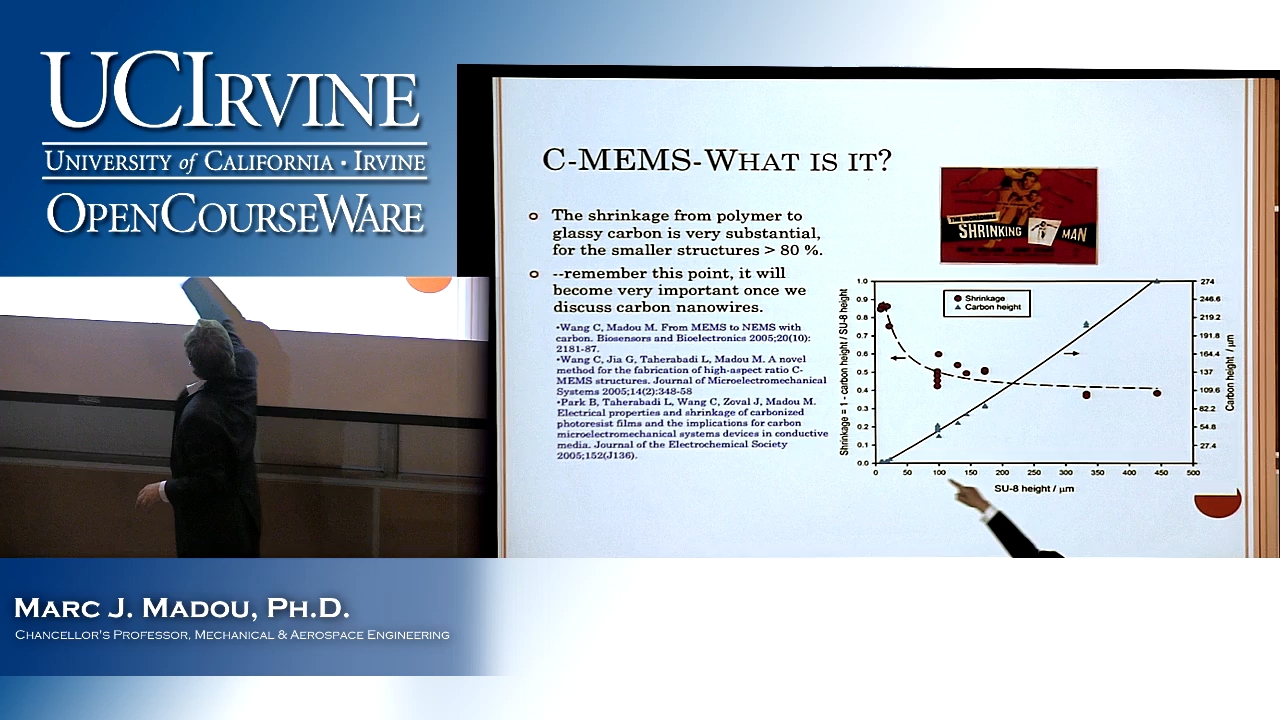 UCIRVINE
UNIVERSITY of CALIFORNIA · IRVINE
OPENCOURSEWARE
C-MEMS-WHAT IS IT?
The shrinkage from polymer to
glassy carbon is very substantial,
for the smaller structures > 80 %.
--remember this point, it will
become very important once we
discuss carbon nanowires.
•Wang C, Madou M. From MEMS to NEMS with
carbon. Biosensors and Bioelectronics 2005;20(10):
2181-87.
•Wang C, Jia G, Taherabadi L, Madou M. A novel
method for the fabrication of high-aspect ratio C-
MEMS structures. Journal of Microelectromechanical
Systems 2005;14(2):348-58
•Park B, Taherabadi L, Wang C, Zoval J, Madou M.
Electrical properties and shrinkage of carbonized
photoresist films and the implications for carbon
microelectromechanical systems devices in conductive
media. Journal of the Electrochemical Society
2005;152(J136).
THE INCREDIBLE
SHRINKING MAN
Shrinkage
Carbon height
Shrinkage = 1 - carbon height / SU-8 height
1.0
0.9
0.8
0.7
0.6
0.5
0.4
0.3
0.2
0.1
0.0
274
246.6
219.2
191.8
164.4
137
109.6
82.2
54.8
27.4
Carbon height / µm
0 50 100 150 200 250 300 350 400 450 500
SU-8 height / µm
MARC J. MADOU, PH.D.
CHANCELLOR'S PROFESSOR, MECHANICAL & AEROSPACE ENGINEERING